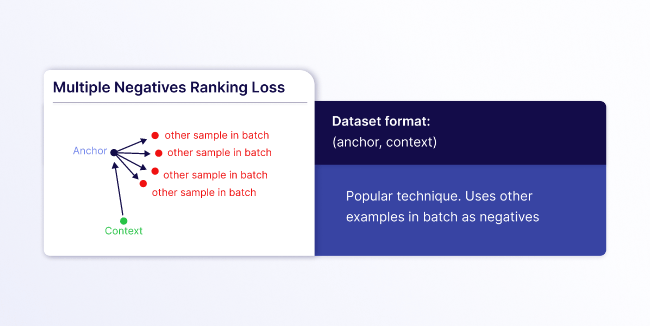 Multiple Negatives Ranking Loss
other sample in batch
Anchor
other sample in batch
other sample in batch
other sample in batch
Context
Dataset format:
(anchor, context)
Popular technique. Uses other
examples in batch as negatives